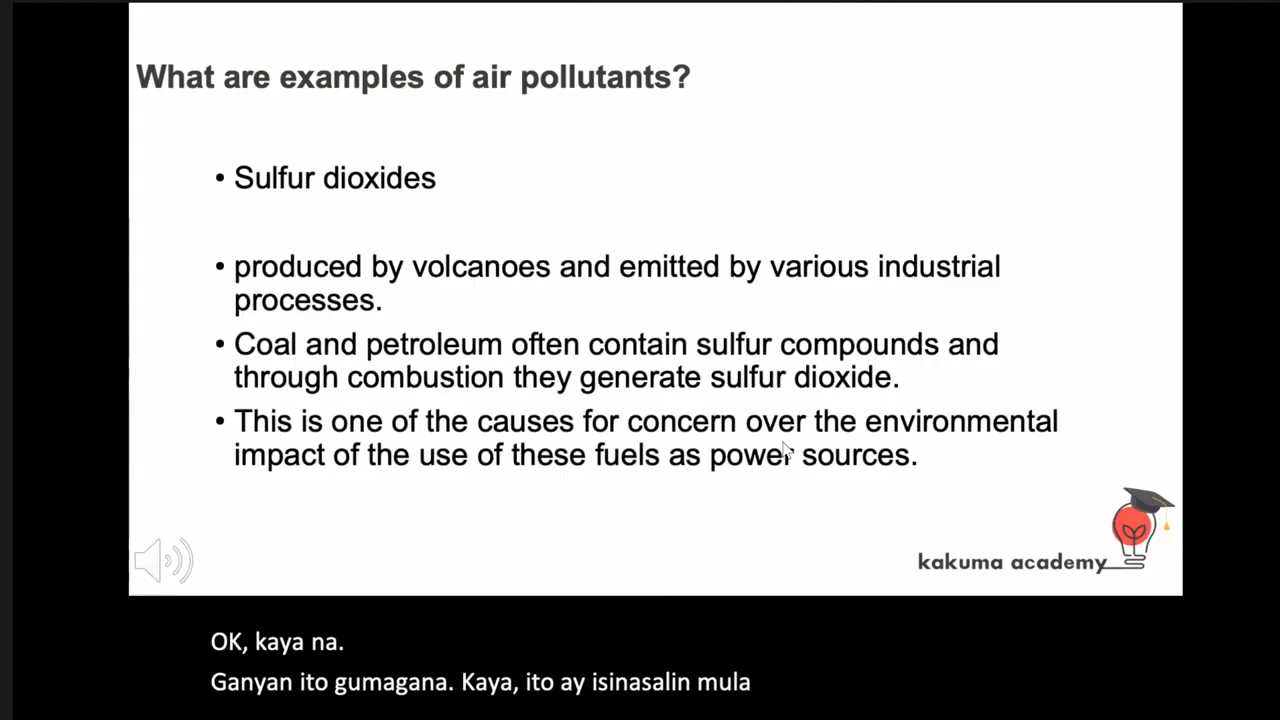 What are examples of air pollutants?
• Sulfur dioxides
• produced by volcanoes and emitted by various industrial
processes.
• Coal and petroleum often contain sulfur compounds and
through combustion they generate sulfur dioxide.
• This is one of the causes for concern over the environmental
impact of the use of these fuels as power sources.
kakuma academy
OK, kaya na.
Ganyan ito gumagana. Kaya, ito ay isinasalin mula